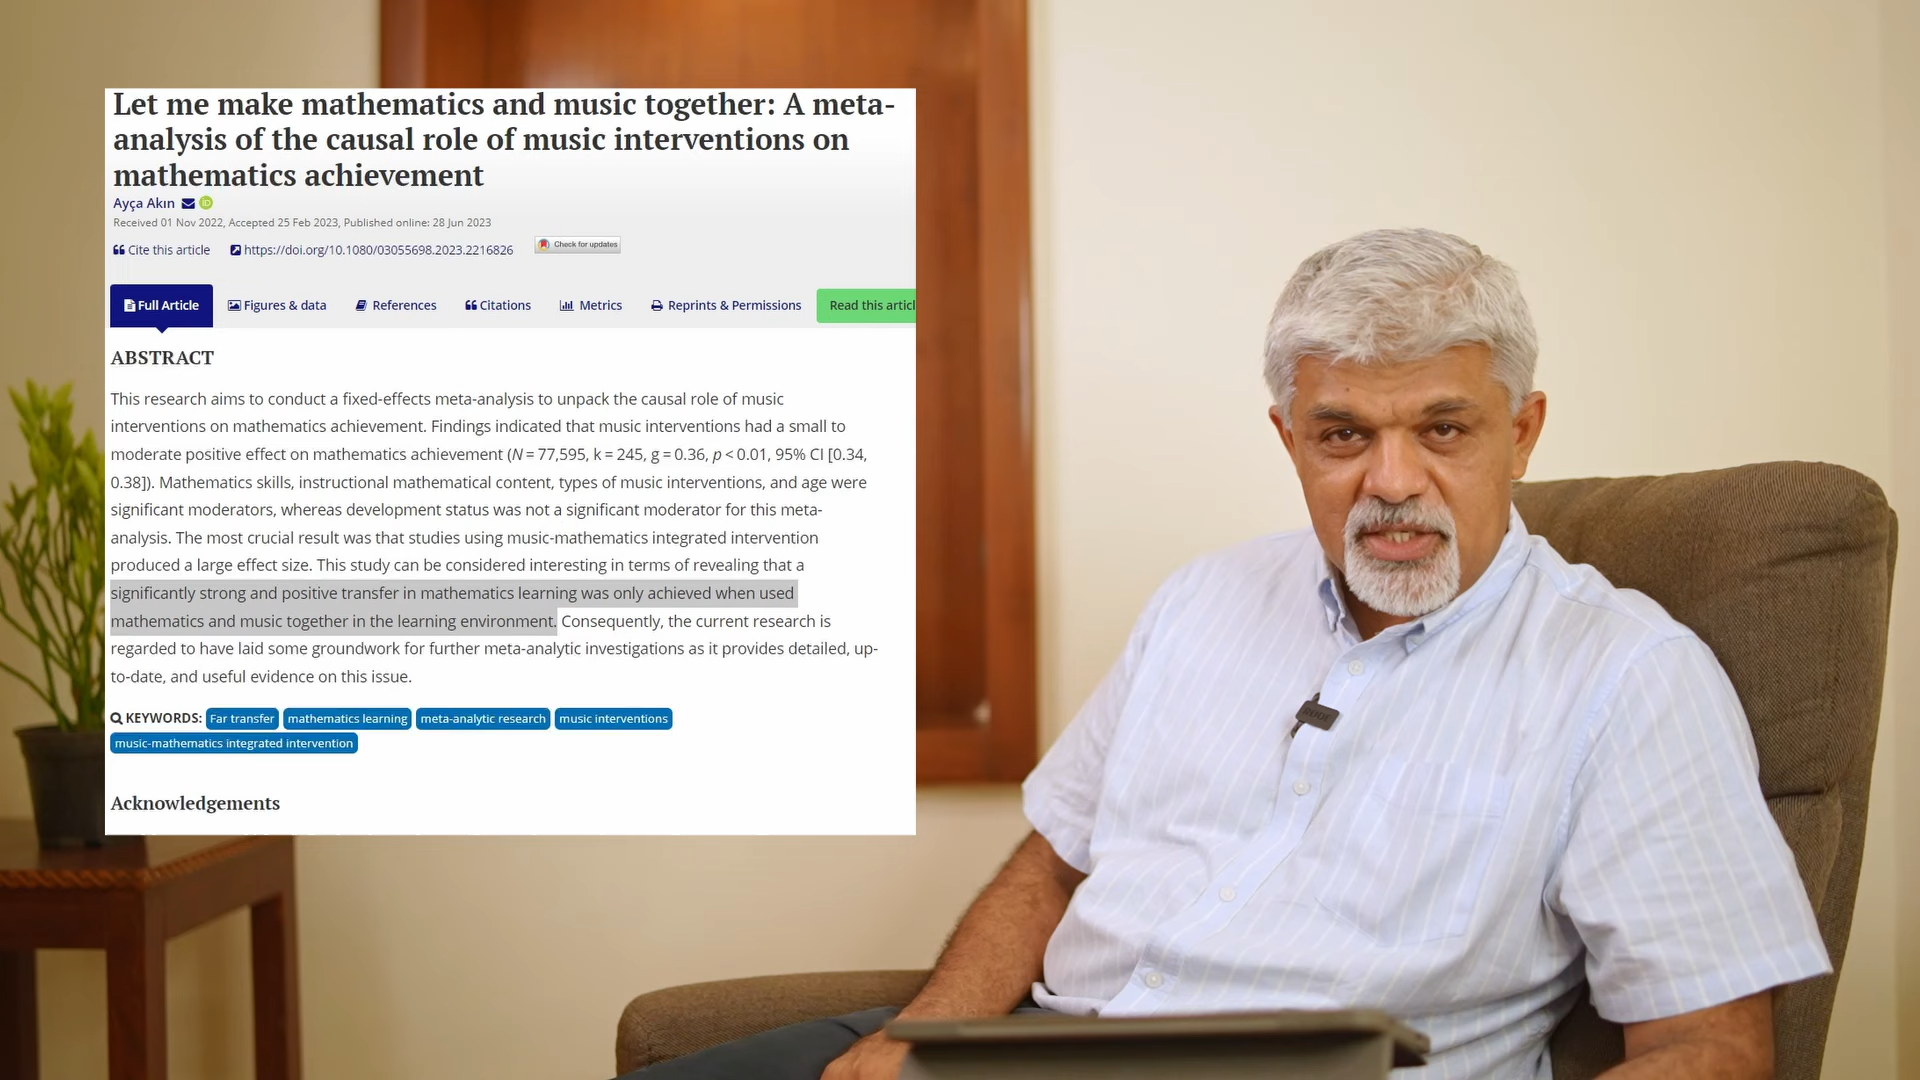 Let me make mathematics and music together: A meta-
analysis of the causal role of music interventions on
mathematics achievement
Ayça Akın
Received 01 Nov 2022, Accepted 25 Feb 2023, Published online: 28 Jun 2023
Cite this article https://doi.org/10.1080/03055698.2023.2216826 Check for updates
Full Article Figures & data References Citations Metrics Reprints & Permissions Read this articl
ABSTRACT
This research aims to conduct a fixed-effects meta-analysis to unpack the causal role of music
interventions on mathematics achievement. Findings indicated that music interventions had a small to
moderate positive effect on mathematics achievement (N = 77,595, k = 245, g = 0.36, p < 0.01, 95% CI [0.34,
0.38]). Mathematics skills, instructional mathematical content, types of music interventions, and age were
significant moderators, whereas development status was not a significant moderator for this meta-
analysis. The most crucial result was that studies using music-mathematics integrated intervention
produced a large effect size. This study can be considered interesting in terms of revealing that a
significantly strong and positive transfer in mathematics learning was only achieved when used
mathematics and music together in the learning environment. Consequently, the current research is
regarded to have laid some groundwork for further meta-analytic investigations as it provides detailed, up-
to-date, and useful evidence on this issue.
KEYWORDS: Far transfer mathematics learning meta-analytic research music interventions
music-mathematics integrated intervention
Acknowledgements
RODE